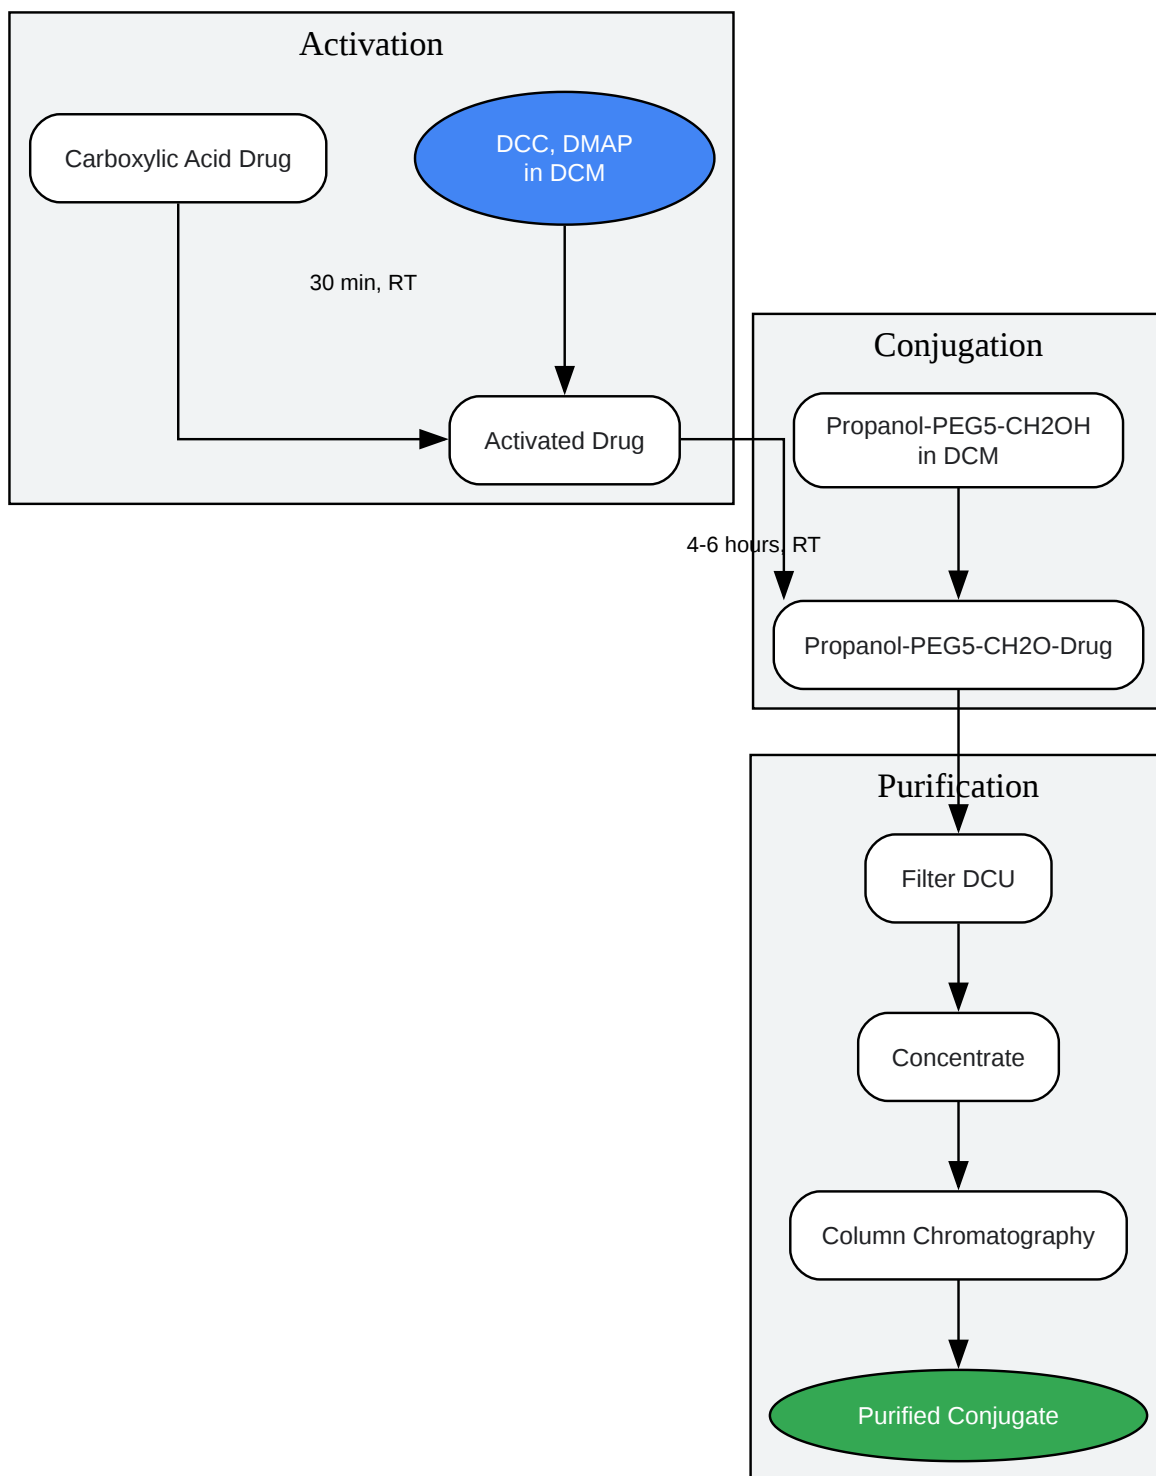 Activation
Carboxylic Acid Drug
DCC, DMAP
in DCM
30 min, RT
Activated Drug
Conjugation
Propanol-PEG5-CH2OH
in DCM
4-6 hours, RT
Propanol-PEG5-CH2O-Drug
Purification
Filter DCU
Concentrate
Column Chromatography
Purified Conjugate